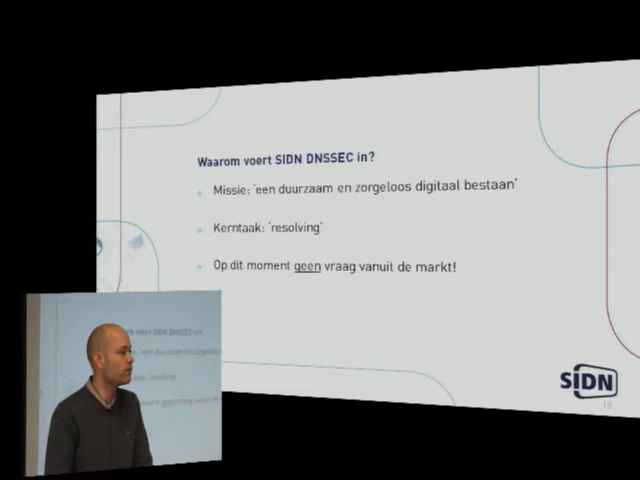 Waarom voert SIDN DNSSEC in?
Missie: 'een duurzaam en zorgeloos digitaal bestaan'
Kerntaak: 'resolving'
Op dit moment geen vraag vanuit de markt!
SIDN
18